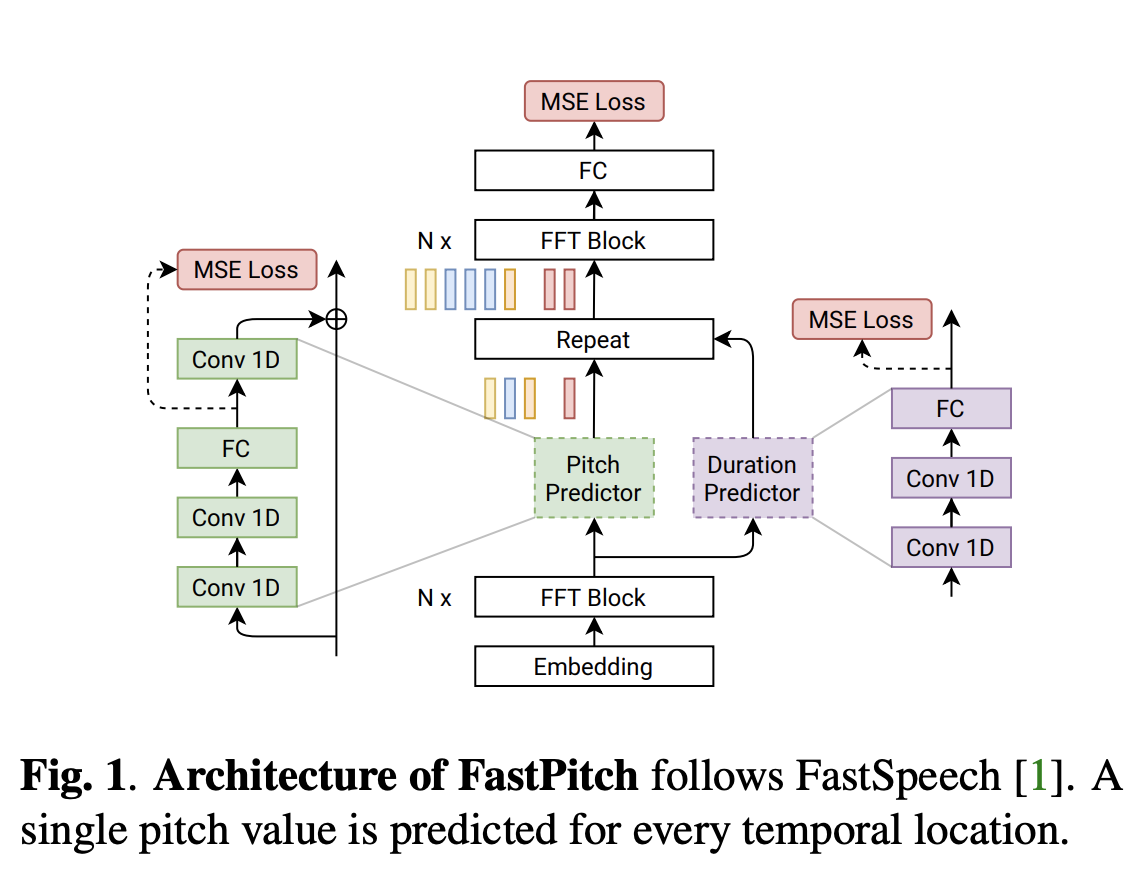 MSE Loss
FC
N x FFT Block
MSE Loss
MSE Loss
Repeat
Conv 1D
FC
FC
Pitch
Predictor
Duration
Predictor
Conv 1D
Conv 1D
Conv 1D
Conv 1D
N x FFT Block
Embedding
Fig. 1. Architecture of FastPitch follows FastSpeech [1]. A
single pitch value is predicted for every temporal location.